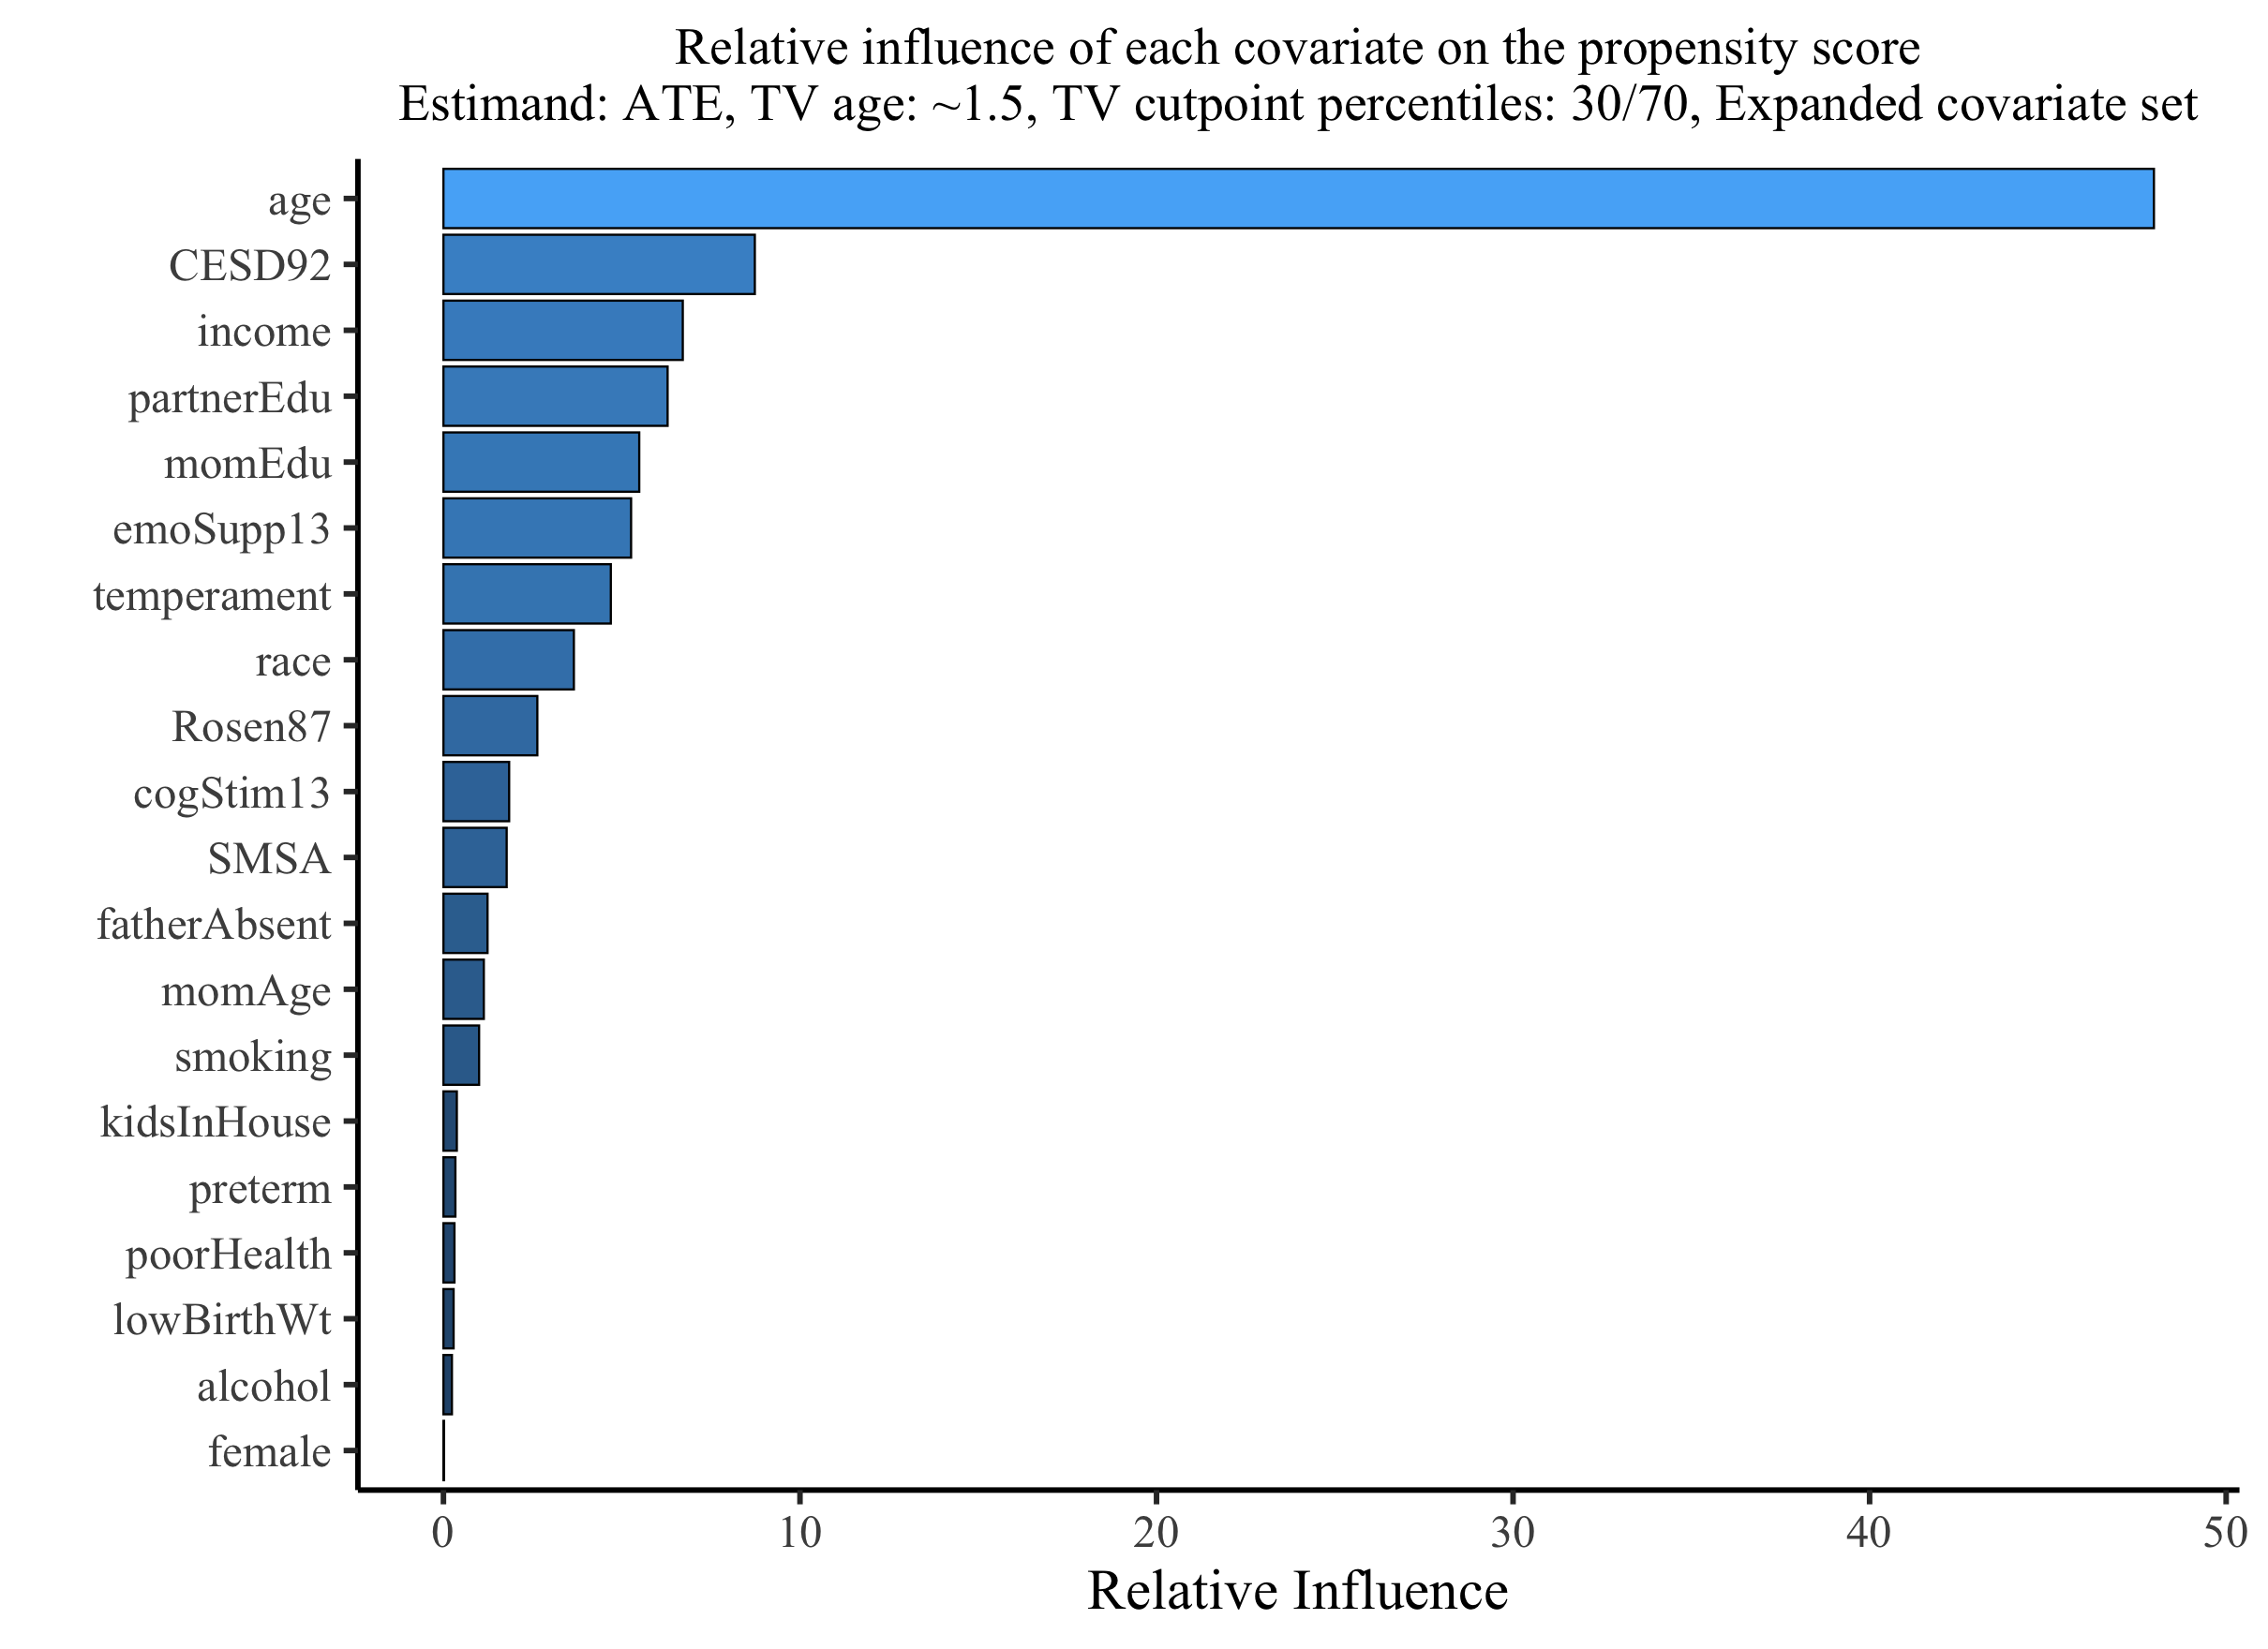 Relative influence of each covariate on the propensity score
Estimand: ATE, TV age: ~1.5, TV cutpoint percentiles: 30/70, Expanded covariate set
age
CESD92
income
partnerEdu
momEdu
emoSupp13
temperament
race
Rosen87
cogStim13
SMSA
fatherAbsent
momAge
smoking
kidsInHouse
preterm
poorHealth
lowBirthWt
alcohol
female
0 10 20 30 40 50
Relative Influence